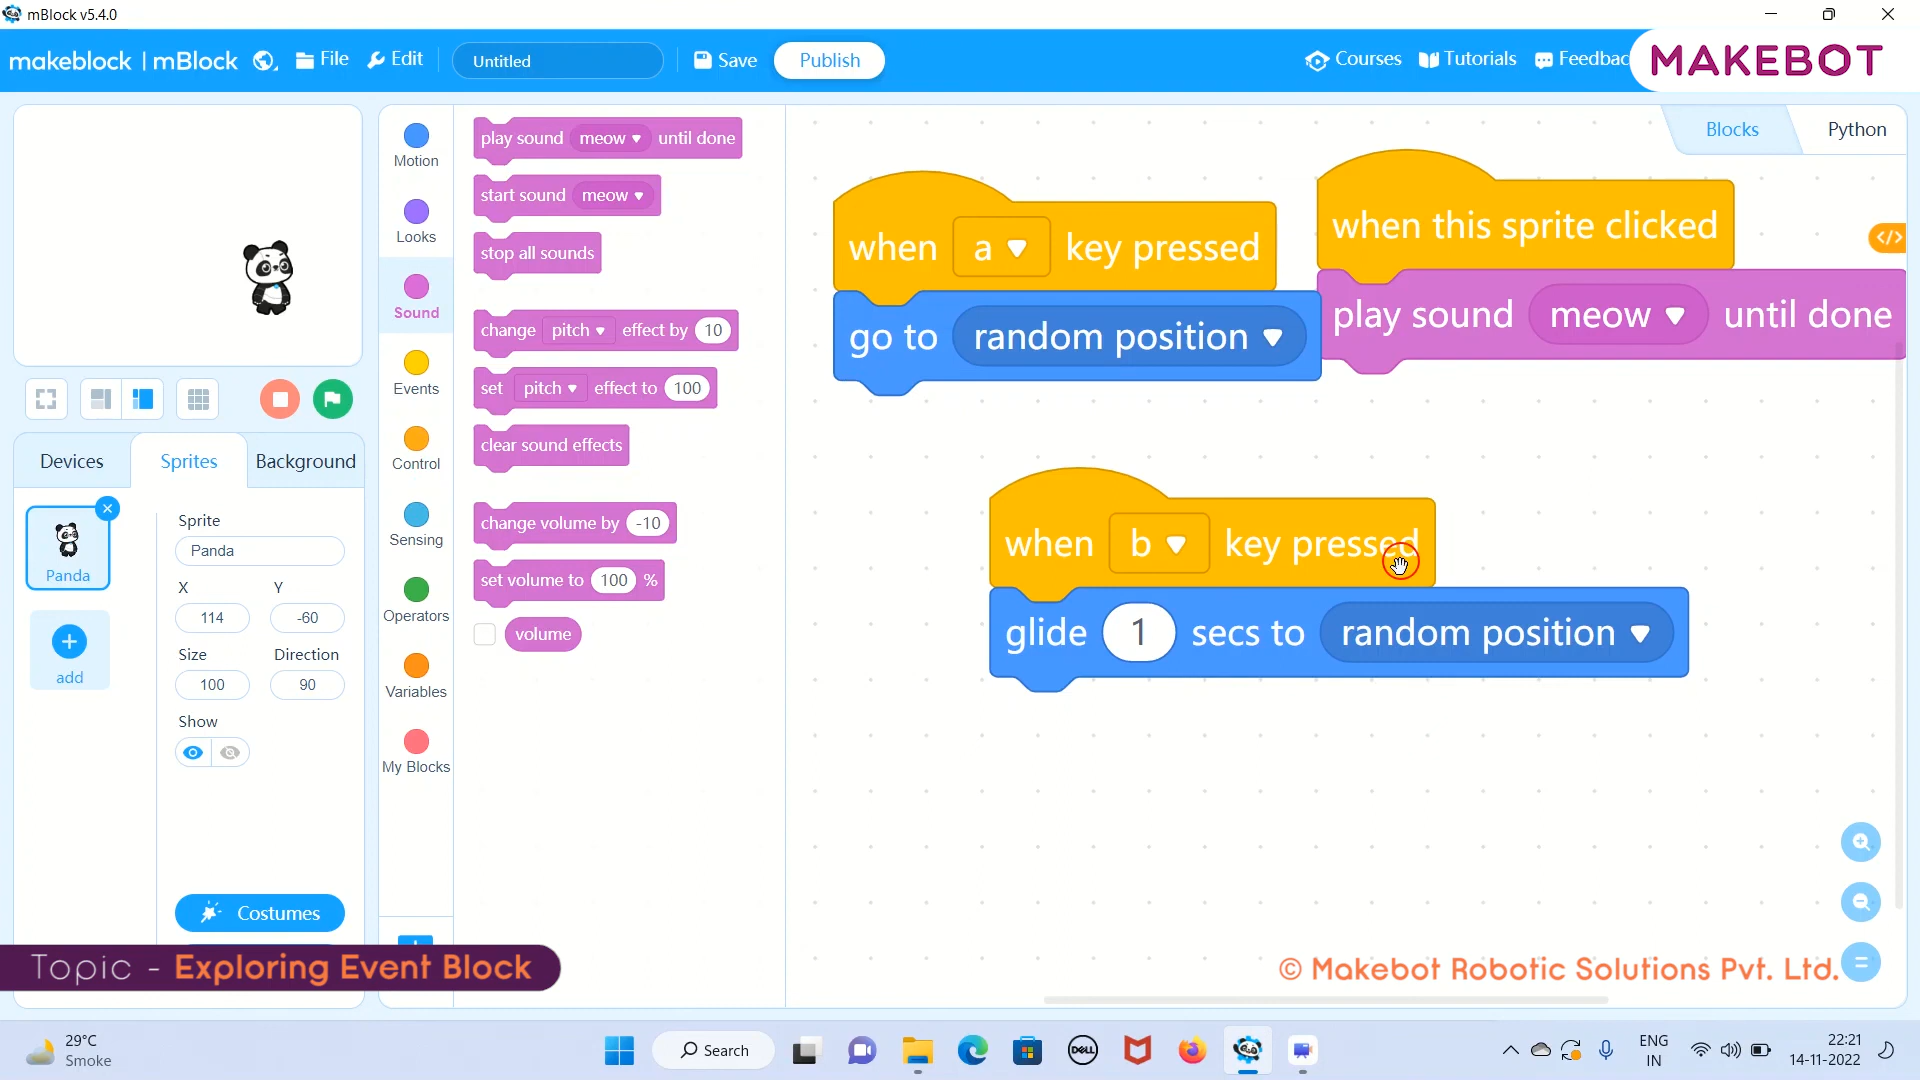 mBlock v5.4.0
makeblock | mBlock
File
Edit
Untitled
Save
Publish
Courses
Tutorials
Feedbac
MAKEBOT
Blocks
Python
Motion
Looks
Sound
Events
Control
Sensing
Operators
Variables
My Blocks
play sound meow until done
start sound meow
stop all sounds
change pitch effect by 10
set pitch effect to 100
clear sound effects
change volume by -10
set volume to 100 %
volume
when a key pressed
go to random position
when this sprite clicked
play sound meow until done
</>
when b key pressed
glide 1 secs to random position
Devices
Sprites
Background
Panda
add
Sprite
Panda
X
Y
114
-60
Size
Direction
100
90
Show
Costumes
Topic - Exploring Event Block
© Makebot Robotic Solutions Pvt. Ltd.
29°C
Smoke
Search
DELL
ENG
IN
22:21
14-11-2022